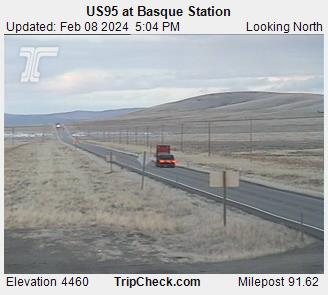 US95 at Basque Station
Updated: Feb 08 2024 5:04 PM Looking North
Elevation 4460 TripCheck.com Milepost 91.62